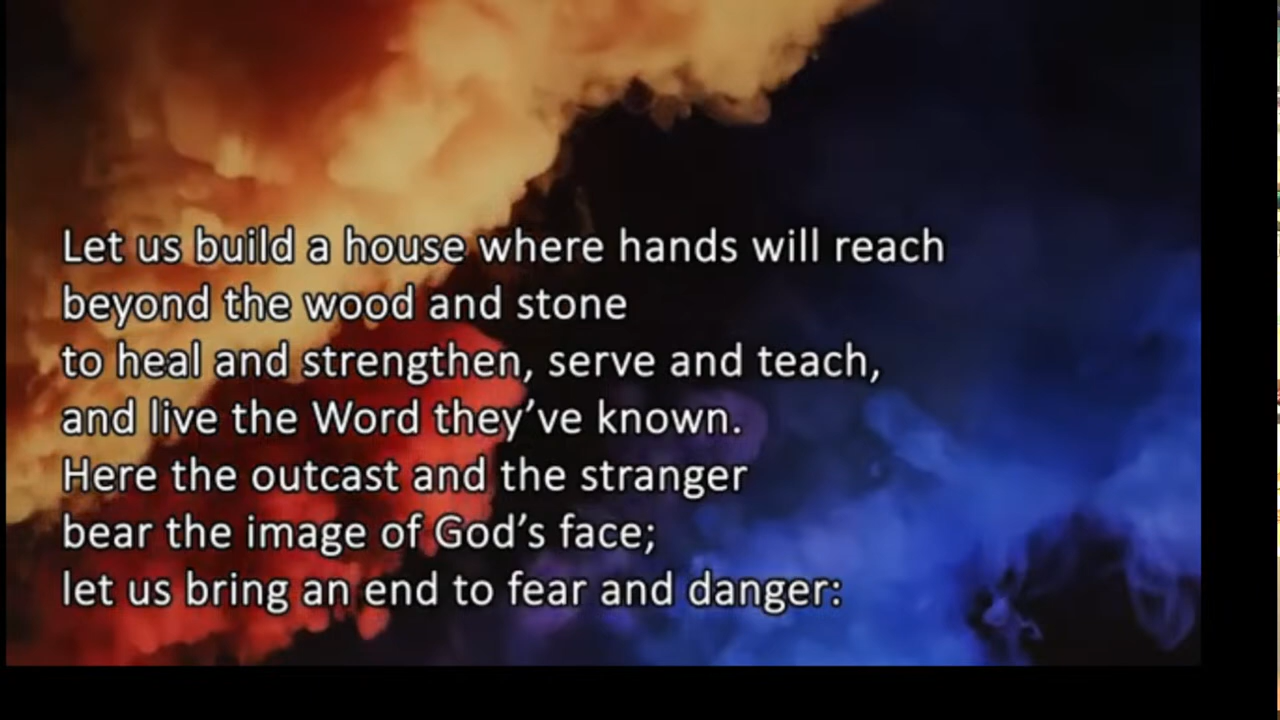 Let us build a house where hands will reach
beyond the wood and stone
to heal and strengthen, serve and teach,
and live the Word they’ve known.
Here the outcast and the stranger
bear the image of God’s face;
let us bring an end to fear and danger: